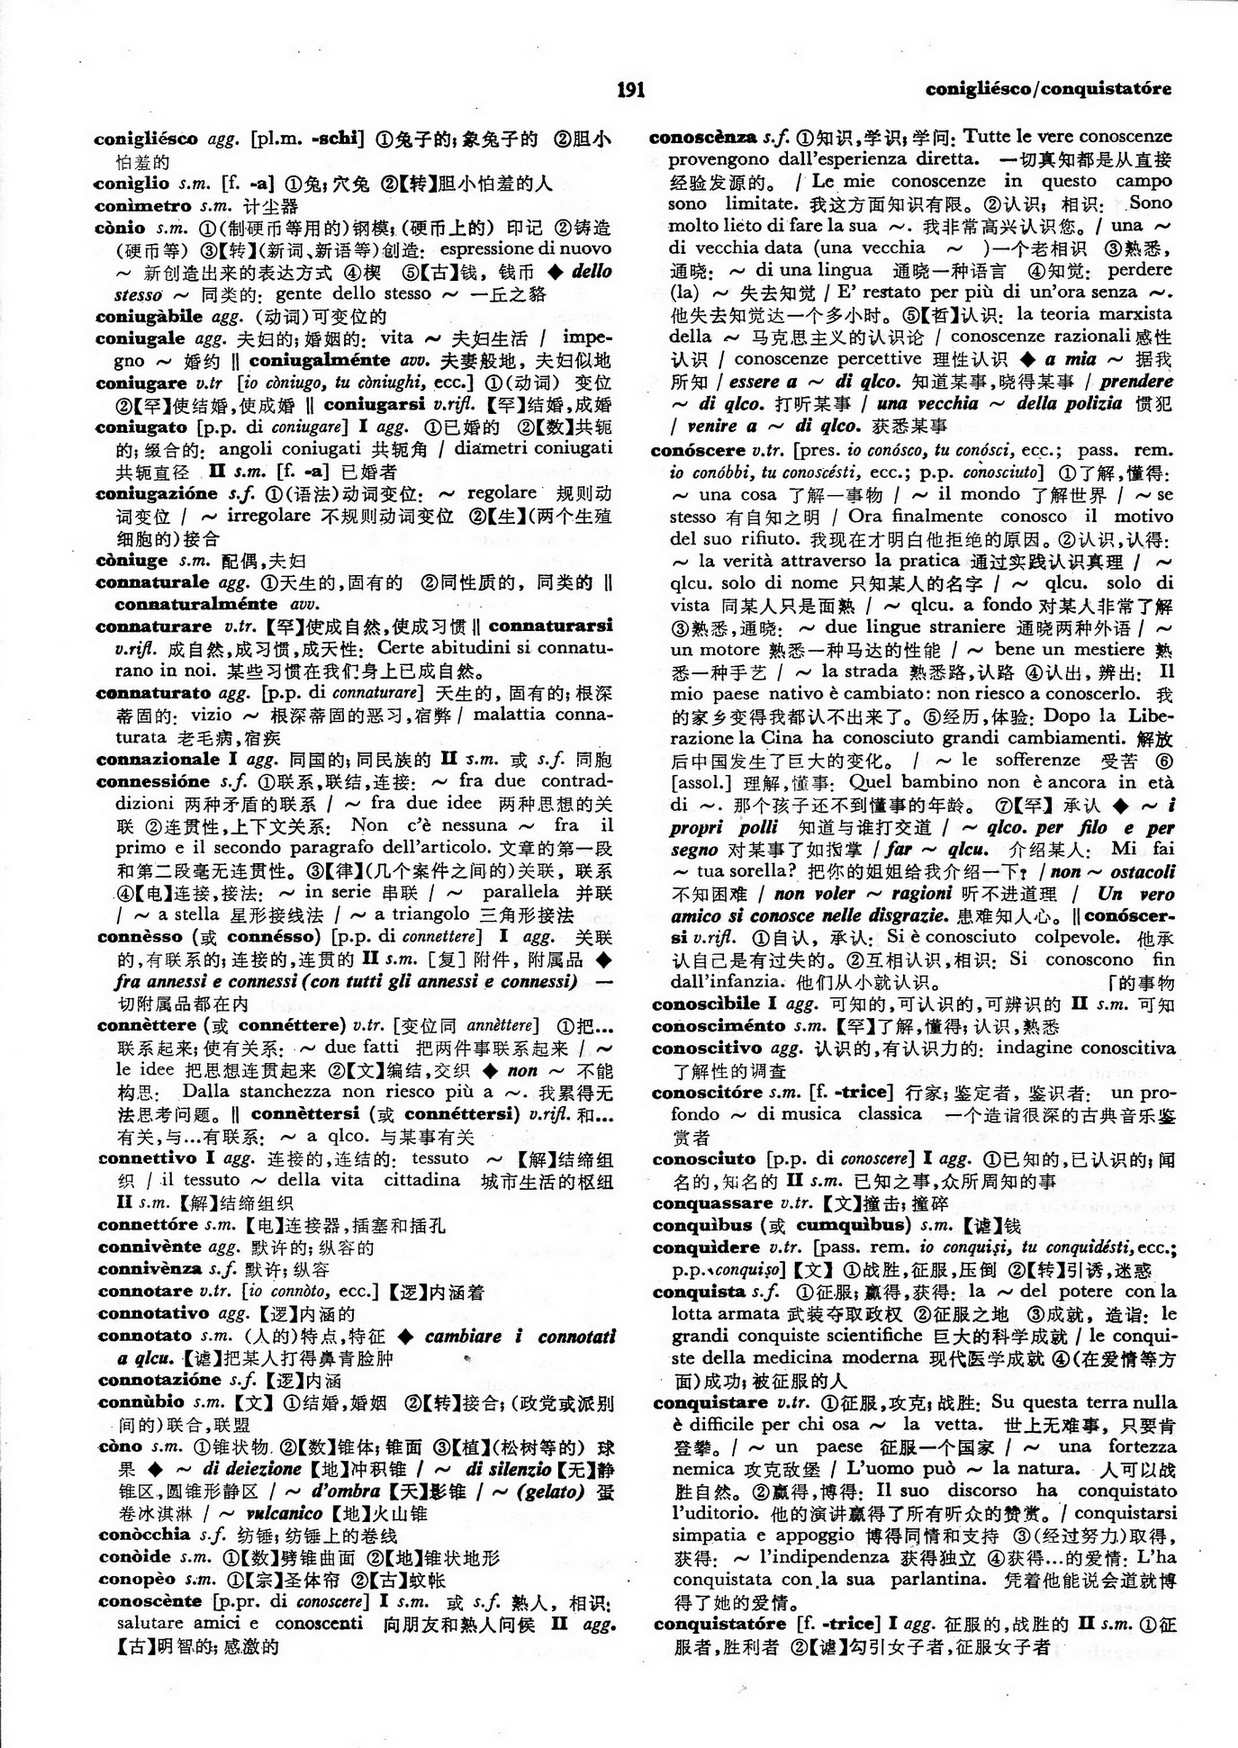 191
conigliésco/conquistatóre
conigliésco agg. [pl.m. -schi] ①兔子的;象兔子的 ②胆小
怕羞的
coniglio s.m. [f. -a] ①兔;穴兔 ②【转】胆小怕羞的人
conìmetro s.m. 计尘器
cònio s.m. ①(制硬币等用的)钢模;(硬币上的) 印记 ②铸造
(硬币等) ③【转】(新词、新语等)创造: espressione di nuovo
~ 新创造出来的表达方式 ④楔 ⑤【古】钱, 钱币 ◆ dello
stesso ~ 同类的: gente dello stesso ~ 一丘之貉
coniugàbile agg. (动词)可变位的
coniugale agg. 夫妇的;婚姻的: vita ~ 夫妇生活 / impe-
gno ~ 婚约 ‖ coniugalménte avv. 夫妻般地, 夫妇似地
coniugare v.tr [io còniugo, tu còniughi, ecc.] ①(动词) 变位
②【罕】使结婚,使成婚 ‖ coniugarsi v.rifl. 【罕】结婚,成婚
coniugato [p.p. di coniugare] I agg. ①已婚的 ②【数】共轭
的;缀合的: angoli coniugati 共轭角 / diametri coniugati
共轭直径 II s.m. [f. -a] 已婚者
coniugazióne s.f. ①(语法)动词变位: ~ regolare 规则动
词变位 / ~ irregolare 不规则动词变位 ②【生】(两个生殖
细胞的)接合
còniuge s.m. 配偶,夫妇
connaturale agg. ①天生的,固有的 ②同性质的, 同类的 ‖
connaturalménte avv.
connaturare v.tr. 【罕】使成自然,使成习惯 ‖ connaturarsi
v.rifl. 成自然,成习惯,成天性: Certe abitudini si connatu-
rano in noi. 某些习惯在我们身上已成自然。
connaturato agg. [p.p. di connaturare] 天生的, 固有的;根深
蒂固的: vizio ~ 根深蒂固的恶习,宿弊 / malattia conna-
turata 老毛病,宿疾
connazionale I agg. 同国的;同民族的 II s.m. 或 s.f. 同胞
connessióne s.f. ①联系,联结,连接: ~ fra due contrad-
dizioni 两种矛盾的联系 / ~ fra due idee 两种思想的关
联 ②连贯性,上下文关系: Non c'è nessuna ~ fra il
primo e il secondo paragrafo dell'articolo. 文章的第一段
和第二段毫无连贯性。③【律】(几个案件之间的)关联, 联系
④【电】连接,接法: ~ in serie 串联 / ~ parallela 并联
/ ~ a stella 星形接线法 / ~ a triangolo 三角形接法
connèsso (或 connésso) [p.p. di connettere] I agg. 关联
的,有联系的;连接的,连贯的 II s.m. [复] 附件, 附属品 ◆
fra annessi e connessi (con tutti gli annessi e connessi) 一
切附属品都在内
connèttere (或 connéttere) v.tr. [变位同 annèttere] ①把...
联系起来;使有关系: ~ due fatti 把两件事联系起来 / ~
le idee 把思想连贯起来 ②【文】编结,交织 ◆ non ~ 不能
构思: Dalla stanchezza non riesco più a ~. 我累得无
法思考问题。‖ connèttersi (或 connéttersi) v.rifl. 和...
有关,与...有联系: ~ a qlco. 与某事有关
connettivo I agg. 连接的,连结的: tessuto ~ 【解】结缔组
织 / il tessuto ~ della vita cittadina 城市生活的枢纽
II s.m. 【解】结缔组织
connettóre s.m. 【电】连接器,插塞和插孔
connivènte agg. 默许的;纵容的
connivènza s.f. 默许;纵容
connotare v.tr. [io connòto, ecc.] 【逻】内涵着
connotativo agg. 【逻】内涵的
connotato s.m. (人的)特点,特征 ◆ cambiare i connotati
a qlcu. 【谑】把某人打得鼻青脸肿
connotazióne s.f. 【逻】内涵
connùbio s.m. 【文】 ①结婚,婚姻 ②【转】接合;(政党或派别
间的)联合,联盟
còno s.m. ①锥状物 ②【数】锥体;锥面 ③【植】(松树等的) 球
果 ◆ ~ di deiezione 【地】冲积锥 / ~ di silenzio 【无】静
锥区,圆锥形静区 / ~ d'ombra 【天】影锥 / ~ (gelato) 蛋
卷冰淇淋 / ~ vulcanico 【地】火山锥
conòcchia s.f. 纺锤;纺锤上的卷线
conòide s.m. ①【数】劈锥曲面 ②【地】锥状地形
conopèo s.m. ①【宗】圣体帘 ②【古】蚊帐
conoscènte [p.pr. di conoscere] I s.m. 或 s.f. 熟人, 相识:
salutare amici e conoscenti 向朋友和熟人问候 II agg.
【古】明智的;感激的
conoscènza s.f. ①知识,学识;学问: Tutte le vere conoscenze
provengono dall'esperienza diretta. 一切真知都是从直接
经验发源的。 / Le mie conoscenze in questo campo
sono limitate. 我这方面知识有限。②认识; 相识: Sono
molto lieto di fare la sua ~. 我非常高兴认识您。/ una ~
di vecchia data (una vecchia ~ )一个老相识 ③熟悉,
通晓: ~ di una lingua 通晓一种语言 ④知觉: perdere
(la) ~ 失去知觉 / E' restato per più di un'ora senza ~.
他失去知觉达一个多小时。⑤【哲】认识: la teoria marxista
della ~ 马克思主义的认识论 / conoscenze razionali 感性
认识 / conoscenze percettive 理性认识 ◆ a mia ~ 据我
所知 / essere a ~ di qlco. 知道某事,晓得某事 / prendere
~ di qlco. 打听某事 / una vecchia ~ della polizia 惯犯
/ venire a ~ di qlco. 获悉某事
conóscere v.tr. [pres. io conósco, tu conósci, ecc.; pass. rem.
io conóbbi, tu conoscésti, ecc.; p.p. conosciuto] ①了解,懂得:
~ una cosa 了解一事物 / ~ il mondo 了解世界 / ~ se
stesso 有自知之明 / Ora finalmente conosco il motivo
del suo rifiuto. 我现在才明白他拒绝的原因。②认识,认得:
~ la verità attraverso la pratica 通过实践认识真理 / ~
qlcu. solo di nome 只知某人的名字 / ~ qlcu. solo di
vista 同某人只是面熟 / ~ qlcu. a fondo 对某人非常了解
③熟悉,通晓: ~ due lingue straniere 通晓两种外语 / ~
un motore 熟悉一种马达的性能 / ~ bene un mestiere 熟
悉一种手艺 / ~ la strada 熟悉路,认路 ④认出, 辨出: Il
mio paese nativo è cambiato: non riesco a conoscerlo. 我
的家乡变得我都认不出来了。⑤经历,体验: Dopo la Libe-
razione la Cina ha conosciuto grandi cambiamenti. 解放
后中国发生了巨大的变化。 / ~ le sofferenze 受苦 ⑥
[assol.] 理解,懂事: Quel bambino non è ancora in età
di ~. 那个孩子还不到懂事的年龄。 ⑦【罕】 承认 ◆ ~ i
propri polli 知道与谁打交道 / ~ qlco. per filo e per
segno 对某事了如指掌 / far ~ qlcu. 介绍某人: Mi fai
~ tua sorella? 把你的姐姐给我介绍一下? / non ~ ostacoli
不知困难 / non voler ~ ragioni 听不进道理 / Un vero
amico si conosce nelle disgrazie. 患难知人心。‖ conóscer-
si v.rifl. ①自认, 承认: Si è conosciuto colpevole. 他承
认自己是有过失的。②互相认识,相识: Si conoscono fin
dall'infanzia. 他们从小就认识。 「的事物
conoscìbile I agg. 可知的,可认识的,可辨识的 II s.m. 可知
conosciménto s.m. 【罕】了解,懂得;认识,熟悉
conoscitivo agg. 认识的,有认识力的: indagine conoscitiva
了解性的调查
conoscitóre s.m. [f. -trice] 行家;鉴定者, 鉴识者: un pro-
fondo ~ di musica classica 一个造诣很深的古典音乐鉴
赏者
conosciuto [p.p. di conoscere] I agg. ①已知的,已认识的;闻
名的,知名的 II s.m. 已知之事,众所周知的事
conquassare v.tr. 【文】撞击;撞碎
conquìbus (或 cumquìbus) s.m. 【谑】钱
conquìdere v.tr. [pass. rem. io conquisi, tu conquidésti, ecc.;
p.p. conquiso] 【文】 ①战胜,征服,压倒 ②【转】引诱,迷惑
conquista s.f. ①征服;赢得,获得: la ~ del potere con la
lotta armata 武装夺取政权 ②征服之地 ③成就, 造诣: le
grandi conquiste scientifiche 巨大的科学成就 / le conqui-
ste della medicina moderna 现代医学成就 ④(在爱情等方
面)成功;被征服的人
conquistare v.tr. ①征服,攻克;战胜: Su questa terra nulla
è difficile per chi osa ~ la vetta. 世上无难事, 只要肯
登攀。/ ~ un paese 征服一个国家 / ~ una fortezza
nemica 攻克敌堡 / L'uomo può ~ la natura. 人可以战
胜自然。②赢得,博得: Il suo discorso ha conquistato
l'uditorio. 他的演讲赢得了所有听众的赞赏。/ conquistarsi
simpatia e appoggio 博得同情和支持 ③(经过努力)取得,
获得: ~ l'indipendenza 获得独立 ④获得...的爱情: L'ha
conquistata con la sua parlantina. 凭着他能说会道就博
得了她的爱情。
conquistatóre [f. -trice] I agg. 征服的,战胜的 II s.m. ①征
服者,胜利者 ②【谑】勾引女子者,征服女子者